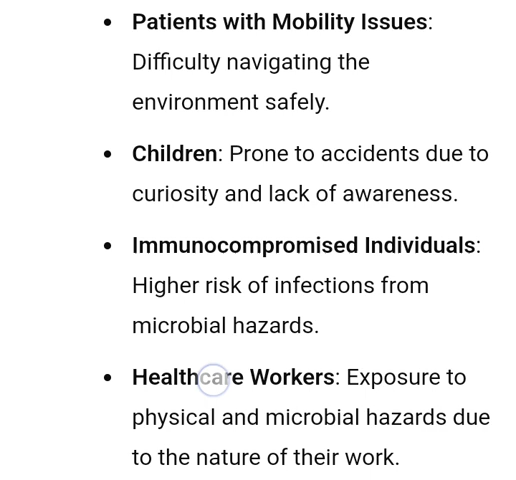 • Patients with Mobility Issues:
Difficulty navigating the
environment safely.
• Children: Prone to accidents due to
curiosity and lack of awareness.
• Immunocompromised Individuals:
Higher risk of infections from
microbial hazards.
• Healthcare Workers: Exposure to
physical and microbial hazards due
to the nature of their work.